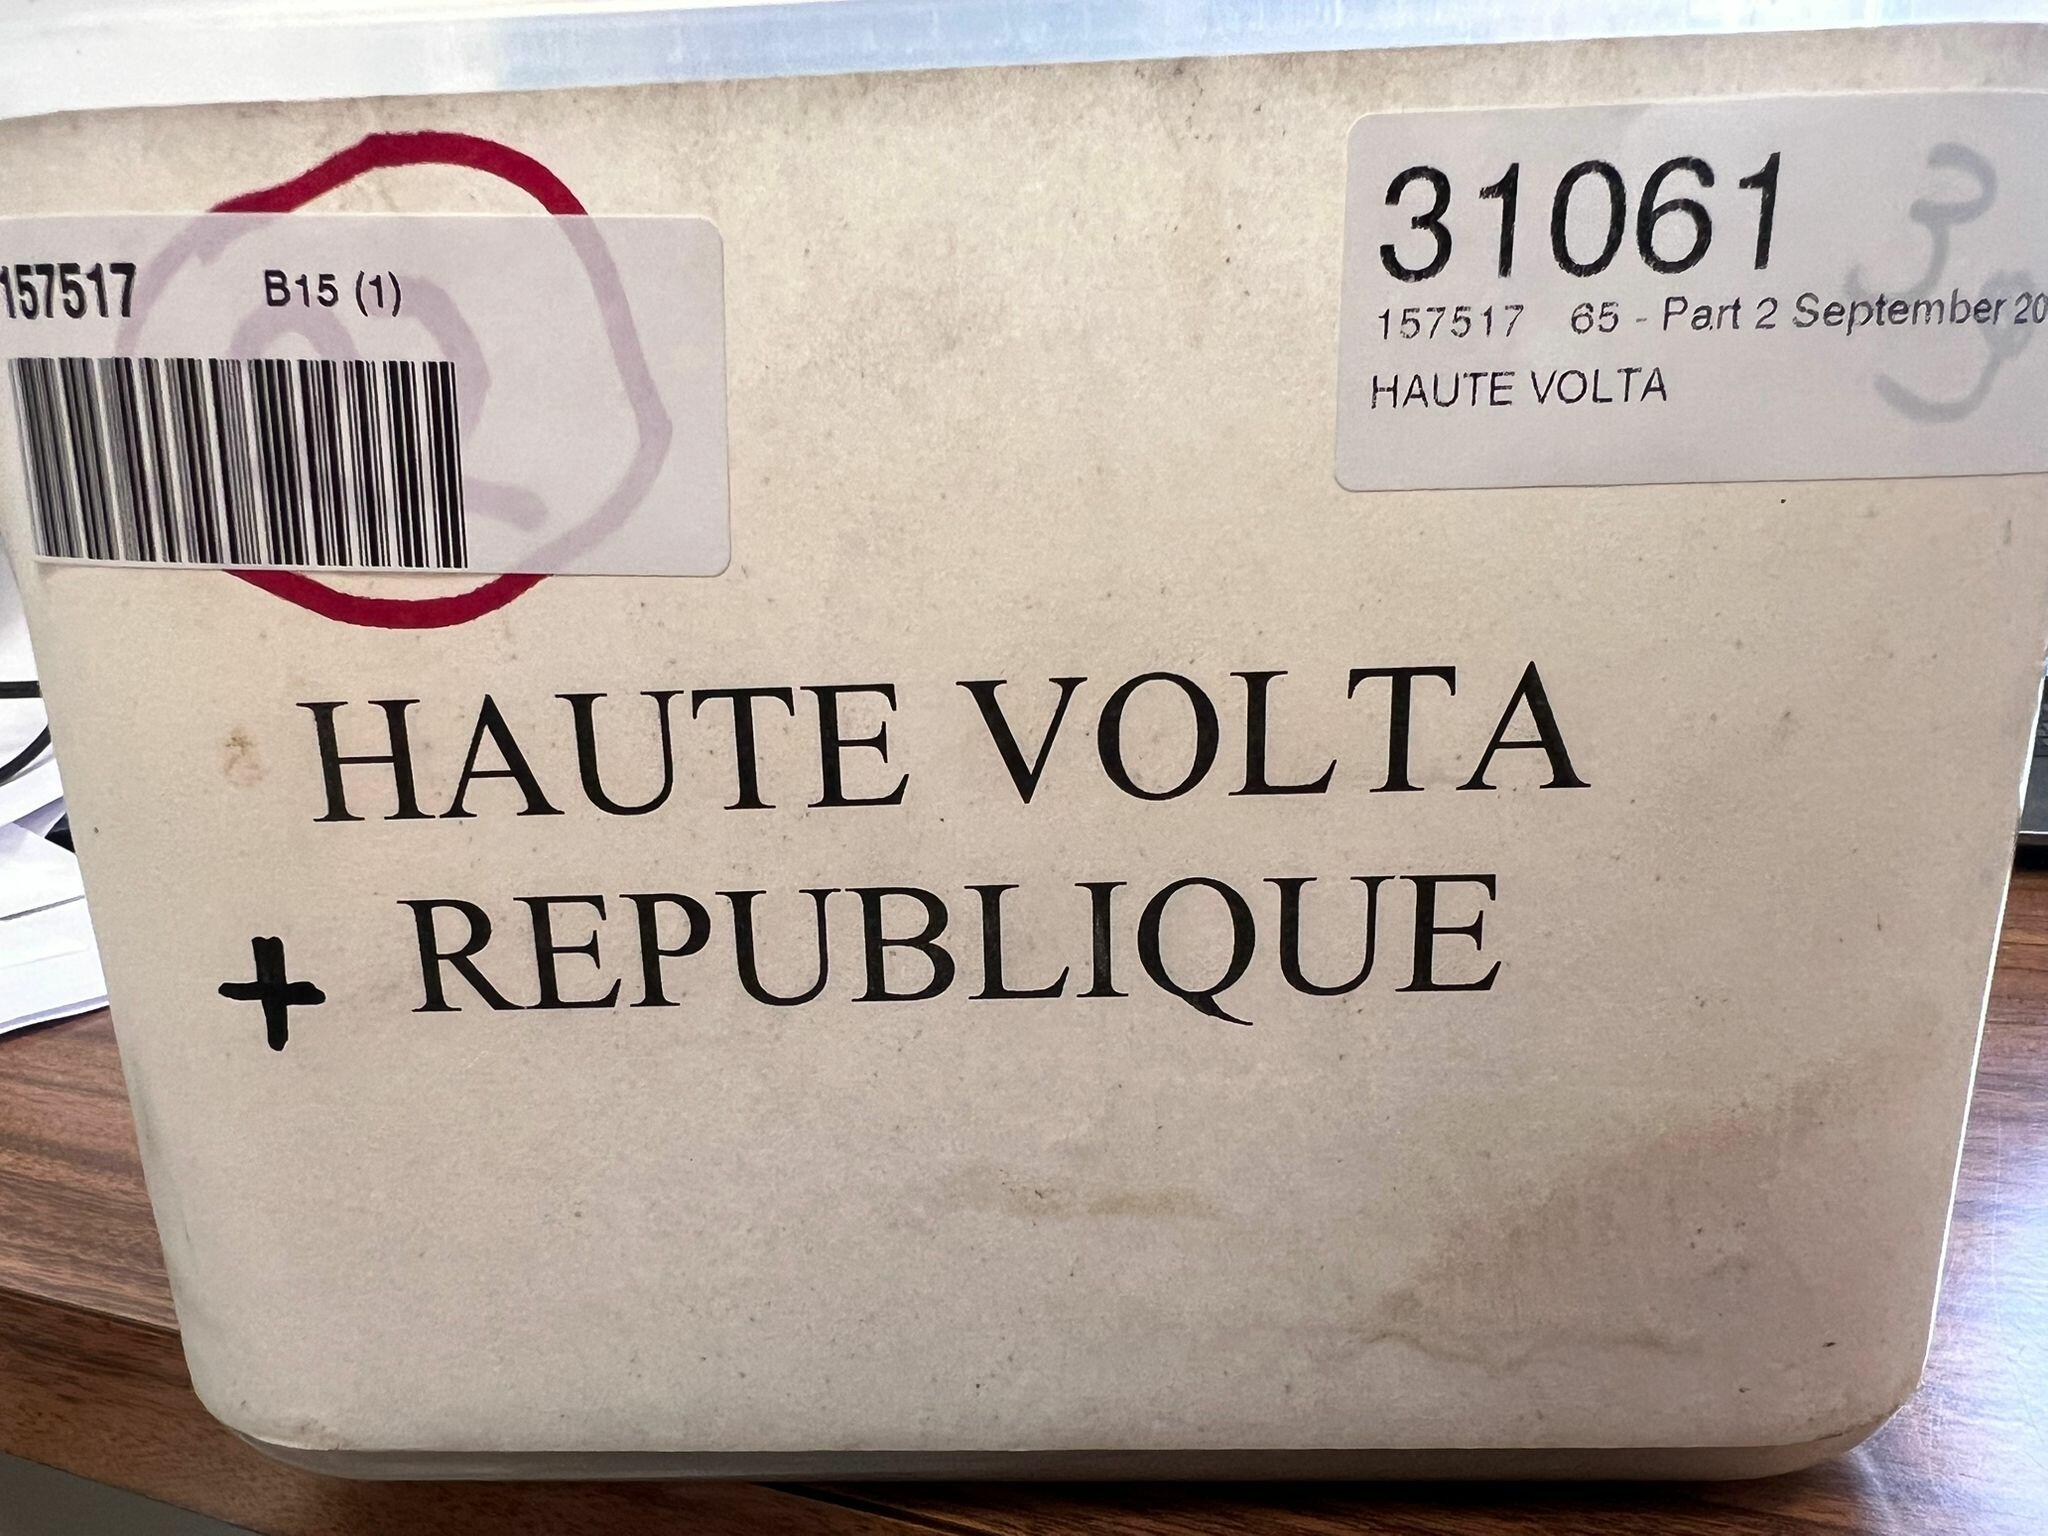 157517 B15 (1)
31061
157517 65 - Part 2 September 20
HAUTE VOLTA
HAUTE VOLTA
+ REPUBLIQUE